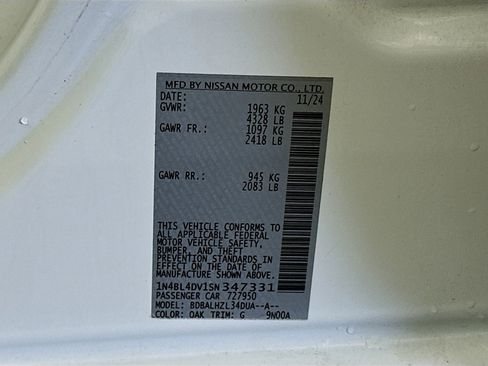 MFD BY NISSAN MOTOR CO., LTD.
DATE: 11/24
GVWR: 1963 KG
4328 LB
GAWR FR.: 1097 KG
2418 LB
GAWR RR.: 945 KG
2083 LB
THIS VEHICLE CONFORMS TO
ALL APPLICABLE FEDERAL
MOTOR VEHICLE SAFETY,
BUMPER, AND THEFT
PREVENTION STANDARDS IN
EFFECT ON THE DATE OF
MANUFACTURE SHOWN ABOVE.
1N4BL4DV1SN347331
PASSENGER CAR 727950
MODEL: BDBALHZL34DUA--A--
COLOR: QAK TRIM: G 9N00A